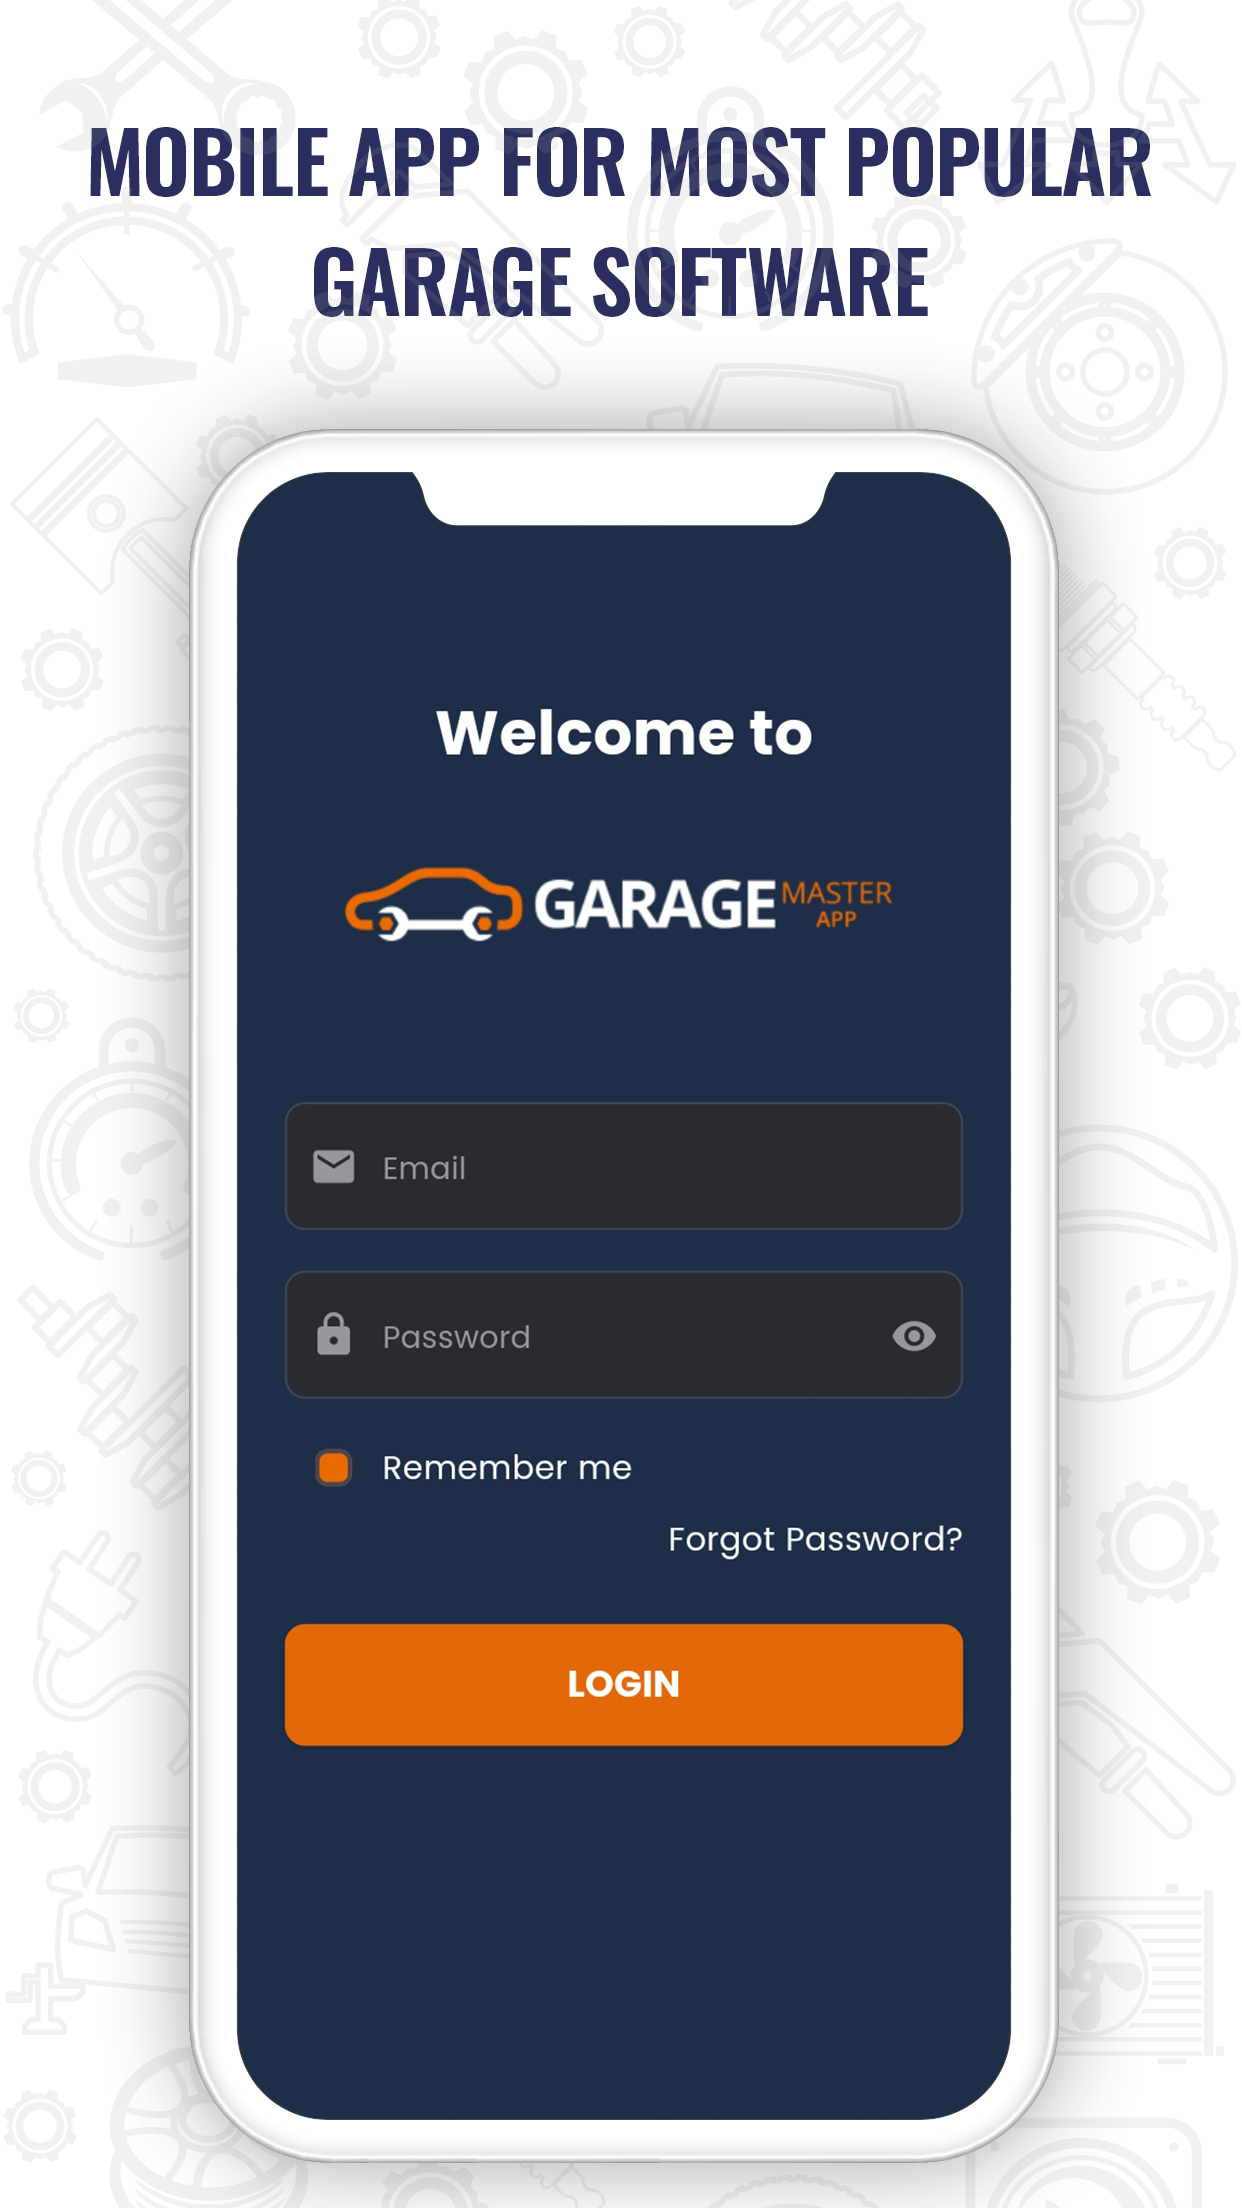 MOBILE APP FOR MOST POPULAR
GARAGE SOFTWARE
Welcome to
GARAGE MASTER
APP
Email
Password
Remember me
Forgot Password?
LOGIN